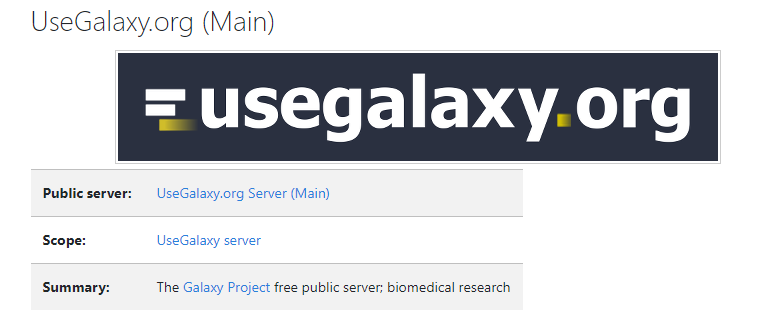 UseGalaxy.org (Main)
usegalaxy.org
Public server: UseGalaxy.org Server (Main)
Scope: UseGalaxy server
Summary: The Galaxy Project free public server; biomedical research